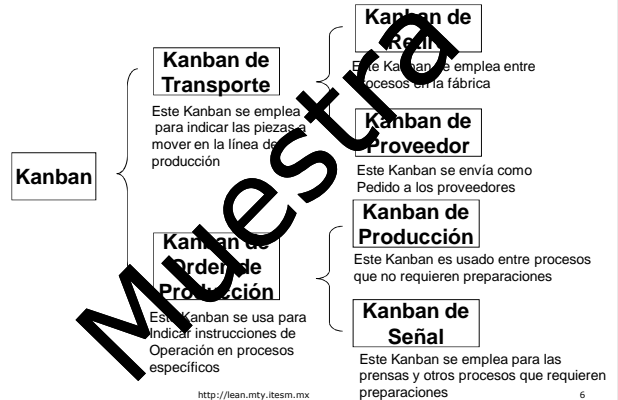 Kanban
Kanban de
Transporte
Este Kanban se emplea
para indicar las piezas a
mover en la línea de
producción
Kanban de
Orden de
Producción
Este Kanban se usa para
Indicar instrucciones de
Operación en procesos
específicos
Kanban de
Retiro
Este Kanban se emplea entre
procesos en la fábrica
Kanban de
Proveedor
Este Kanban se envía como
Pedido a los proveedores
Kanban de
Producción
Este Kanban es usado entre procesos
que no requieren preparaciones
Kanban de
Señal
Este Kanban se emplea para las
prensas y otros procesos que requieren
preparaciones
Muestra
http://lean.mty.itesm.mx
6